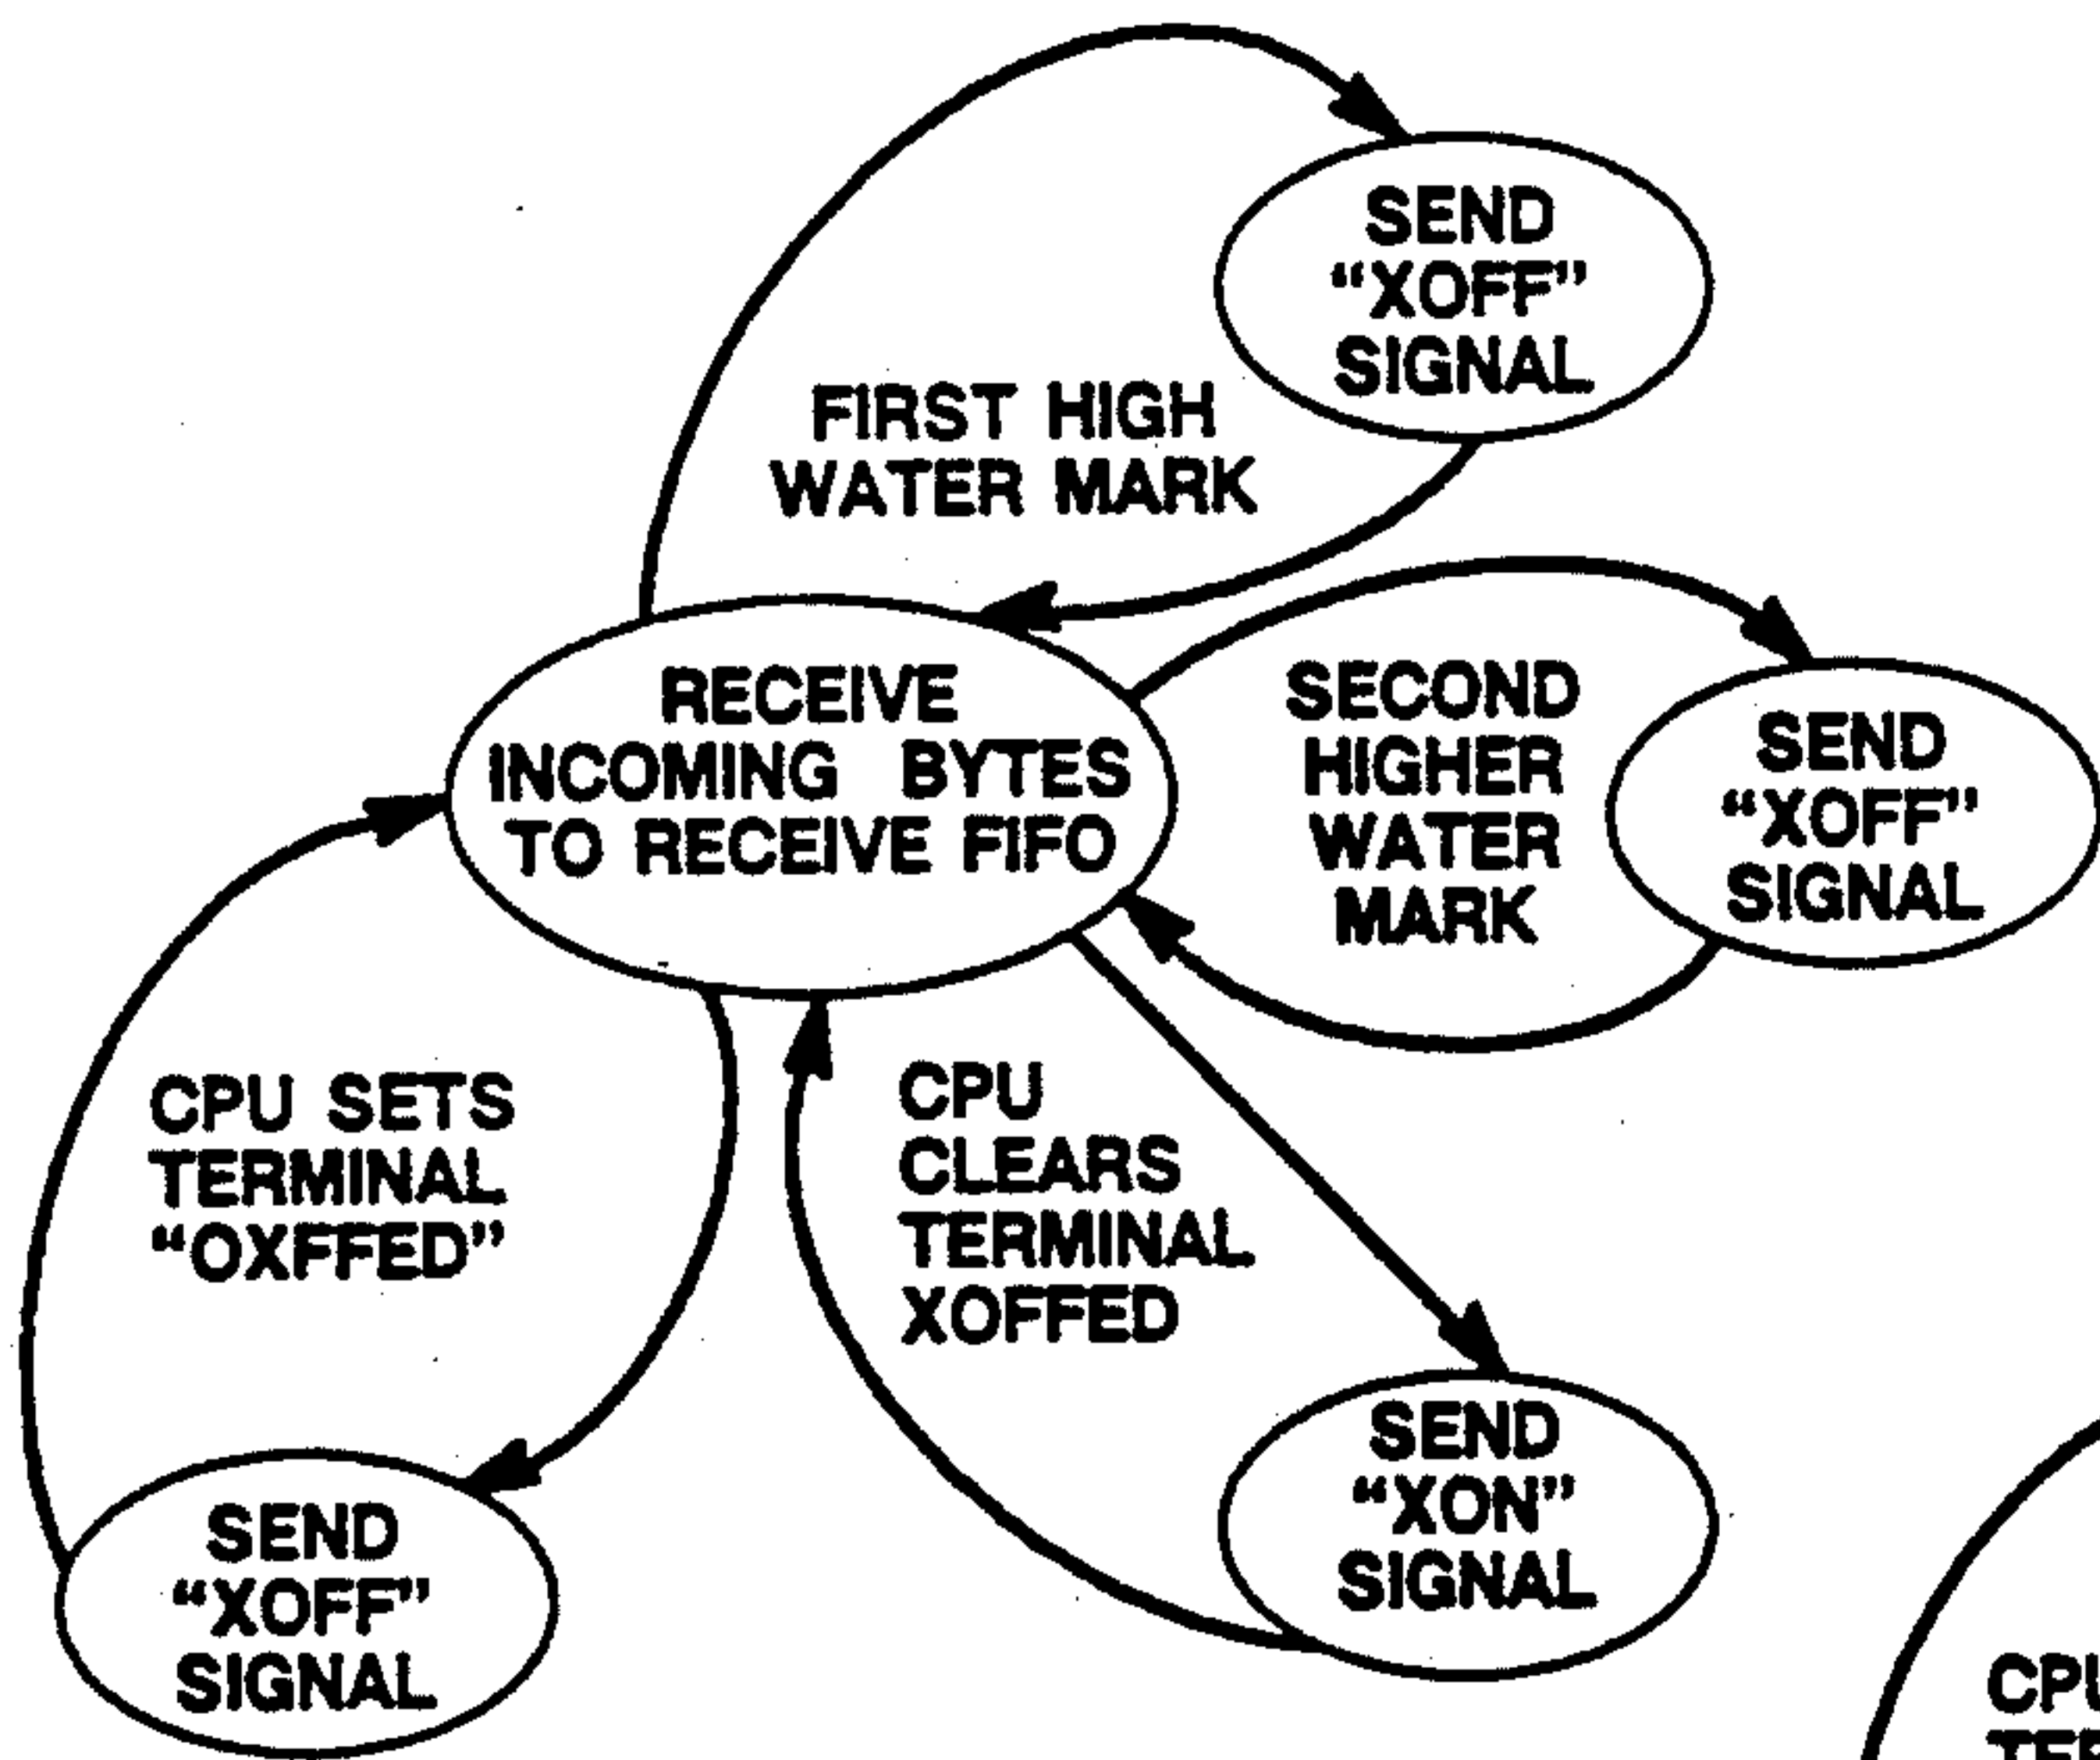 SEND
“XOFF”
SIGNAL
FIRST HIGH
WATER MARK
RECEIVE
INCOMING BYTES
TO RECEIVE FIFO
SECOND
HIGHER
WATER
MARK
SEND
“XOFF”
SIGNAL
CPU SETS
TERMINAL
“OXFFED”
CPU
CLEARS
TERMINAL
XOFFED
SEND
“XOFF”
SIGNAL
SEND
“XON”
SIGNAL